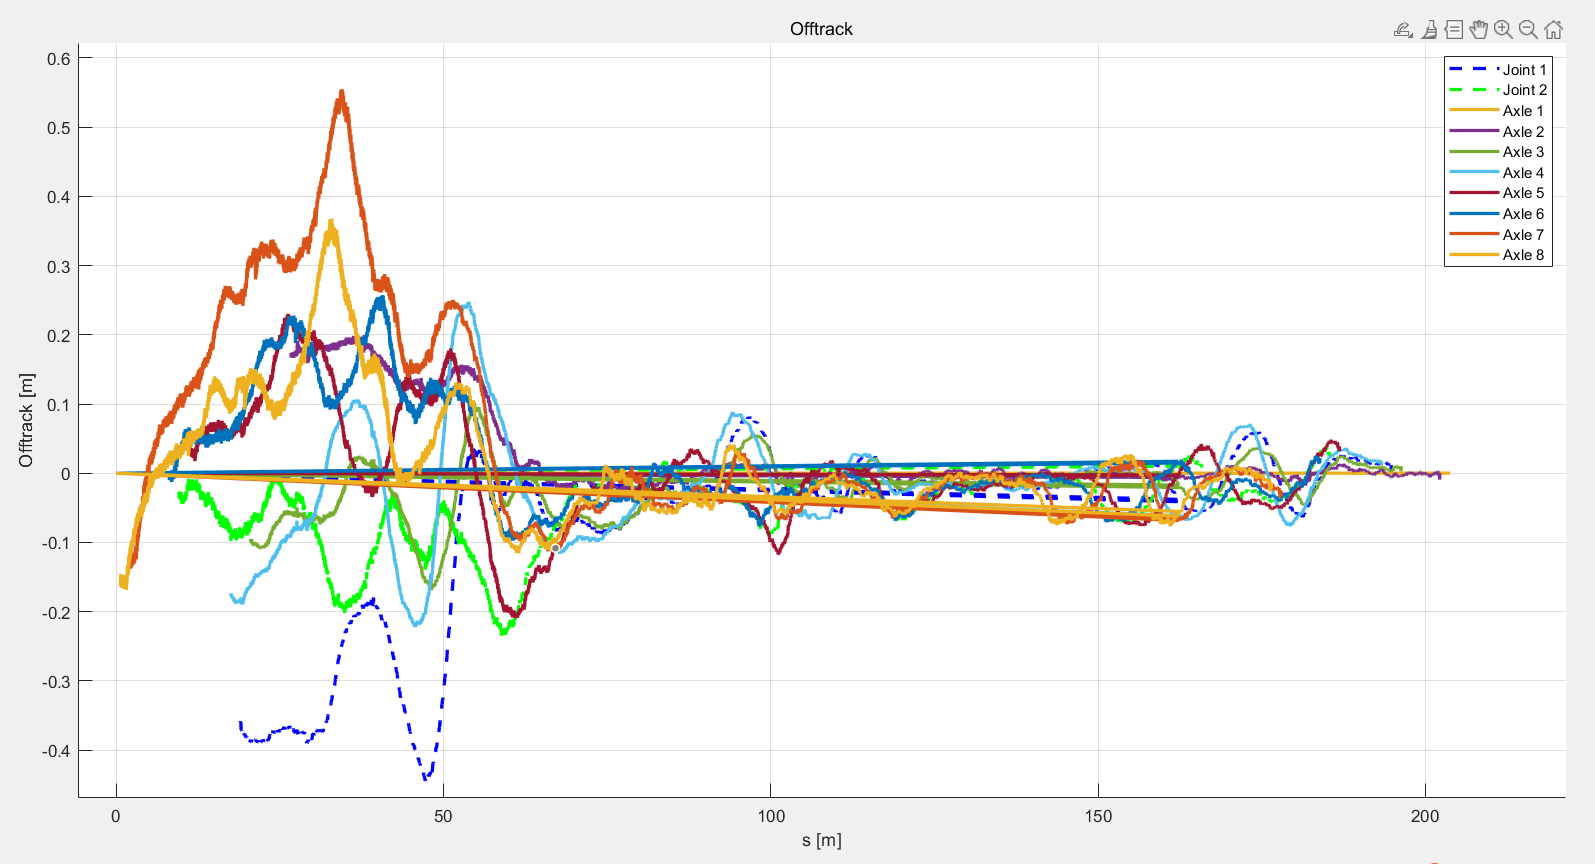 Offtrack
Joint 1
Joint 2
Axle 1
Axle 2
Axle 3
Axle 4
Axle 5
Axle 6
Axle 7
Axle 8
0.6
0.5
0.4
0.3
0.2
0.1
0
-0.1
-0.2
-0.3
-0.4
Offtrack [m]
0 50 100 150 200
s [m]